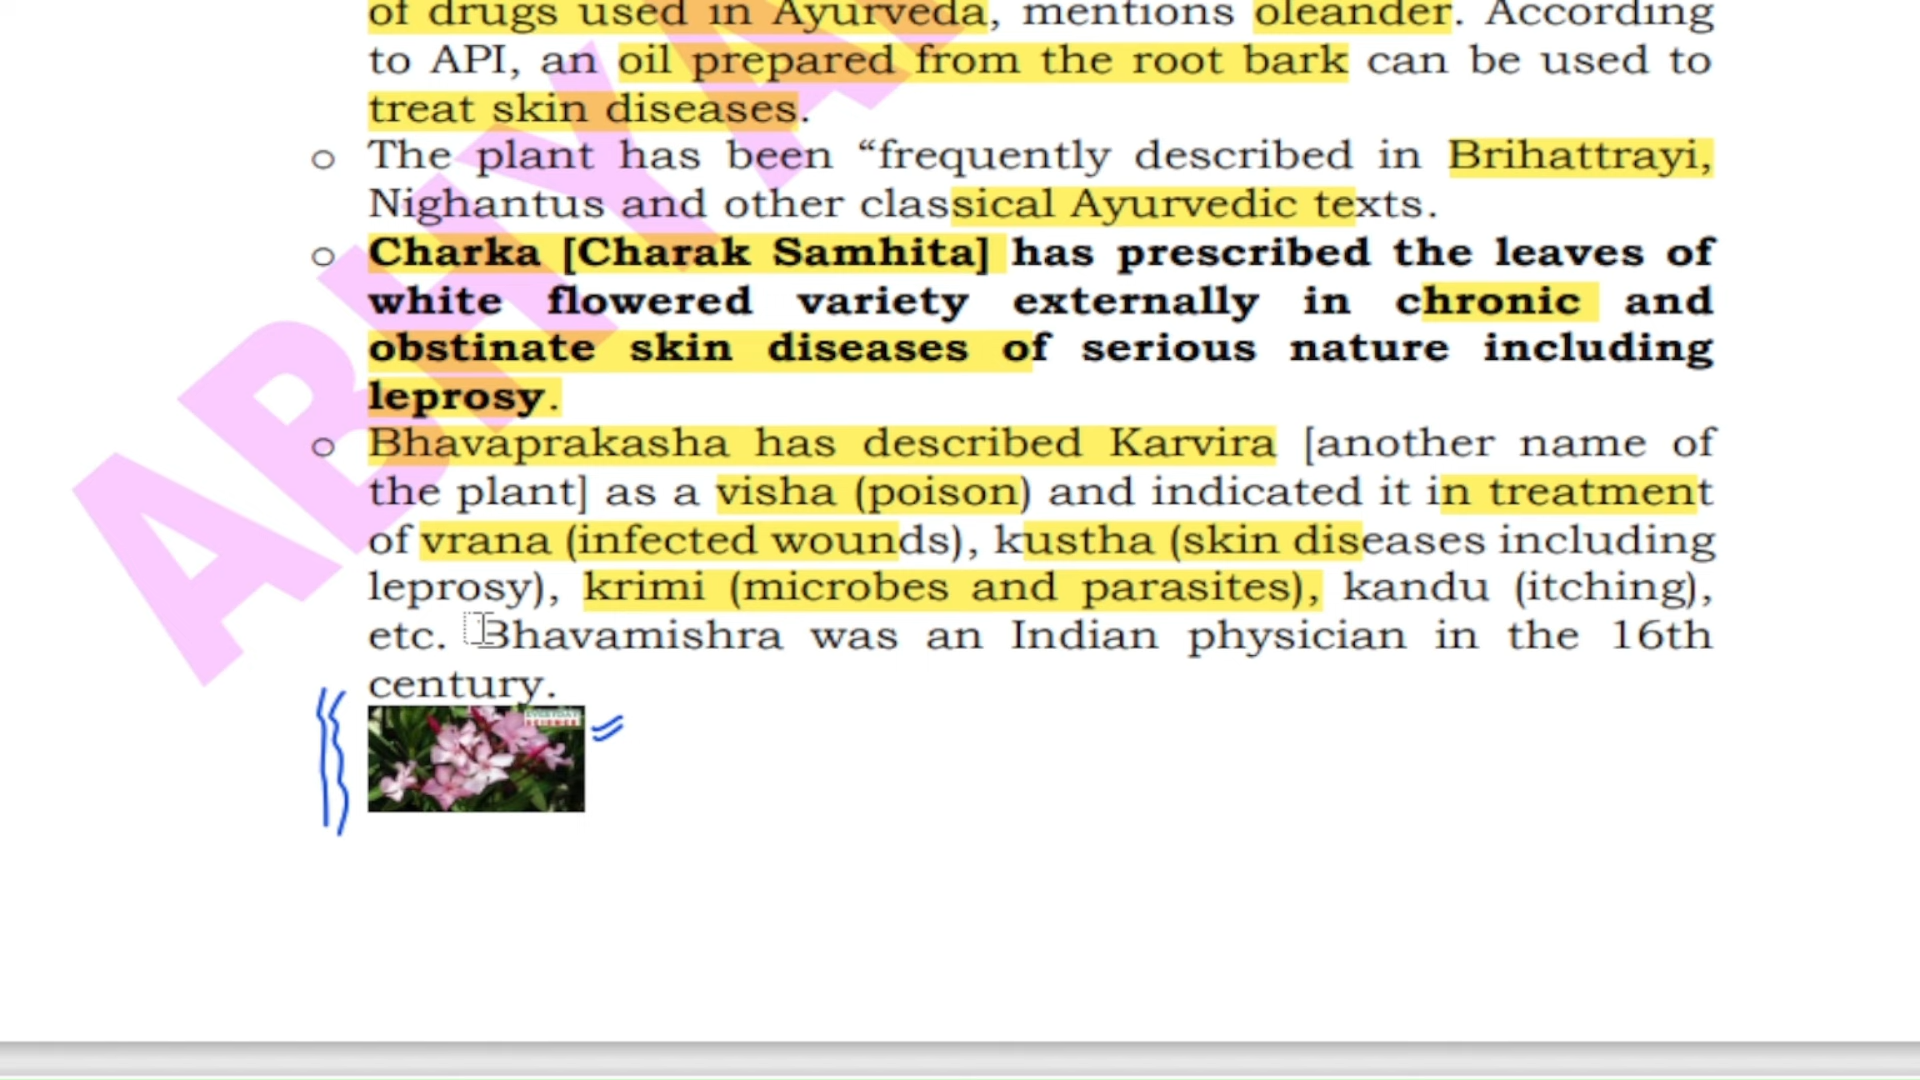 of drugs used in Ayurveda, mentions oleander. According
to API, an oil prepared from the root bark can be used to
treat skin diseases.
o The plant has been “frequently described in Brihattrayi,
Nighantus and other classical Ayurvedic texts.
o Charka [Charak Samhita] has prescribed the leaves of
white flowered variety externally in chronic and
obstinate skin diseases of serious nature including
leprosy.
o Bhavaprakasha has described Karvira [another name of
the plant] as a visha (poison) and indicated it in treatment
of vrana (infected wounds), kustha (skin diseases including
leprosy), krimi (microbes and parasites), kandu (itching),
etc. Bhavamishra was an Indian physician in the 16th
century.
EVERYDAY
SCIENCE